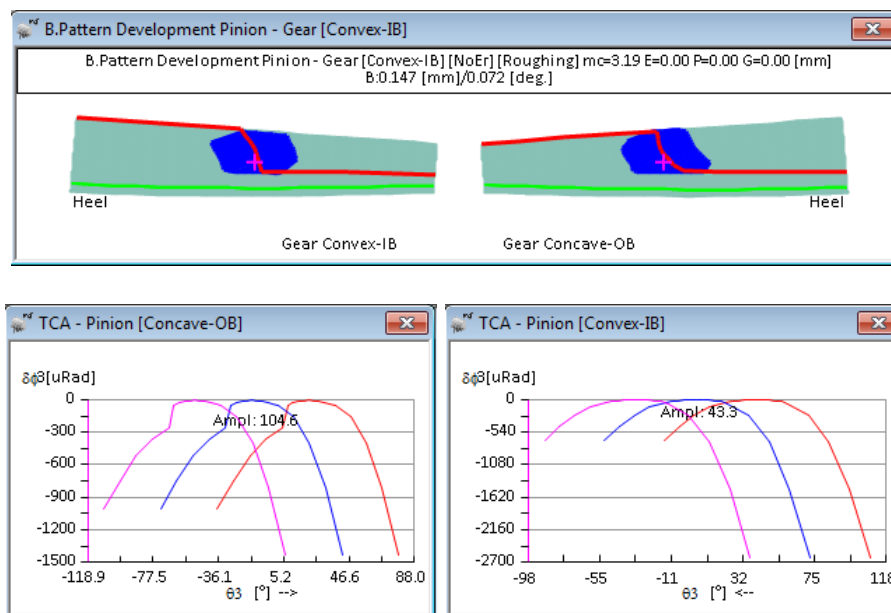 B.Pattern Development Pinion - Gear [Convex-IB]
B.Pattern Development Pinion - Gear [Convex-IB] [NoEr] [Roughing] mc=3.19 E=0.00 P=0.00 G=0.00 [mm]
B:0.147 [mm]/0.072 [deg.]
Heel
Heel
Gear Convex-IB
Gear Concave-OB
TCA - Pinion [Concave-OB]
δφ3[uRad]
0
-300
-600
-900
-1200
-1500
Ampl: 104.6
-118.9 -77.5 -36.1 5.2 46.6 88.0
θ3 [°] -->
TCA - Pinion [Convex-IB]
δφ3[uRad]
0
-540
-1080
-1620
-2160
-2700
Ampl: 43.3
-98 -55 -11 32 75 118
θ3 [°] <--